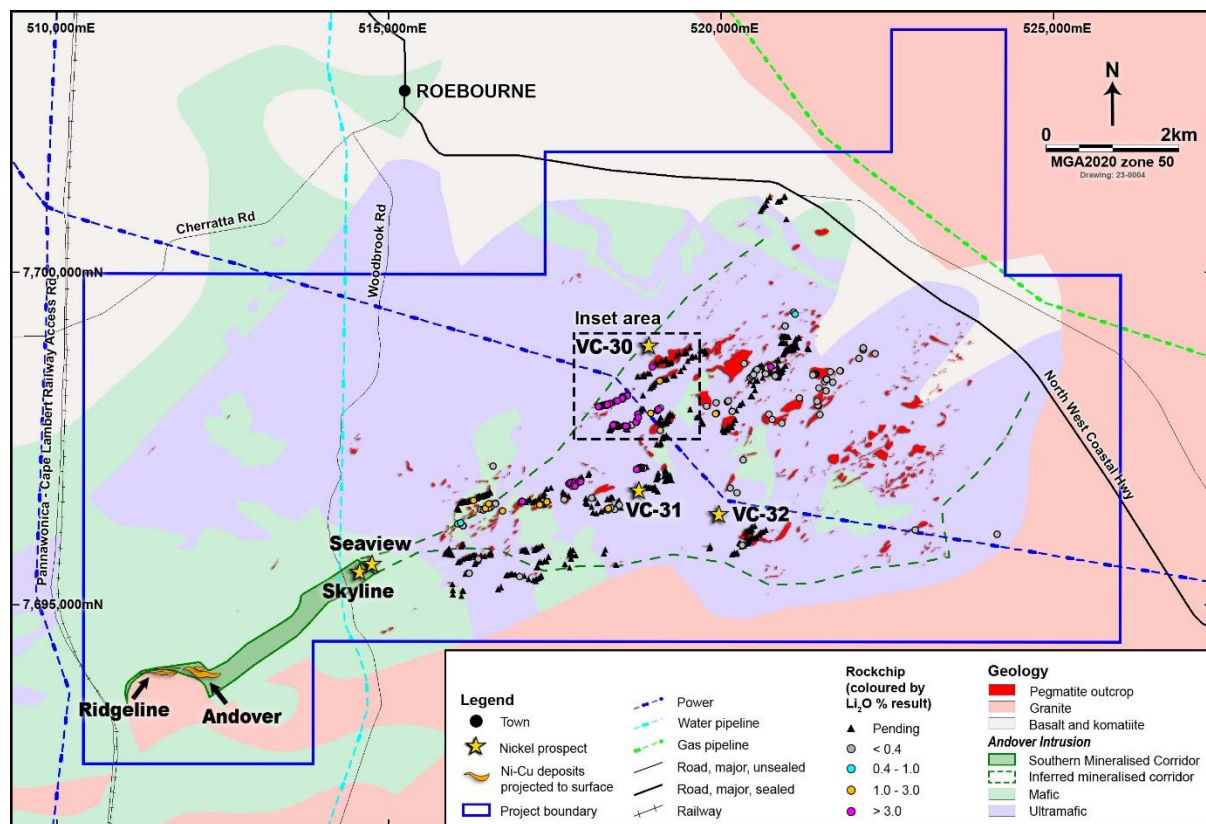 510,000mE
515,000mE
520,000mE
525,000mE
ROEBOURNE
N
0 2km
MGA2020 zone 50
Drawing: 23-0004
Cherratta Rd
Woodbrook Rd
7,700,000mN
Pannawonica - Cape Lambert Railway Access Rd
Inset area
VC-30
North West Coastal Hwy
VC-31
VC-32
Seaview
Skyline
7,695,000mN
Ridgeline
Andover
Legend
Town
Nickel prospect
Ni-Cu deposits
projected to surface
Project boundary
Power
Water pipeline
Gas pipeline
Road, major, unsealed
Road, major, sealed
Railway
Rockchip
(coloured by
Li₂O % result)
Pending
< 0.4
0.4 - 1.0
1.0 - 3.0
> 3.0
Geology
Pegmatite outcrop
Granite
Basalt and komatiite
Andover Intrusion
Southern Mineralised Corridor
Inferred mineralised corridor
Mafic
Ultramafic